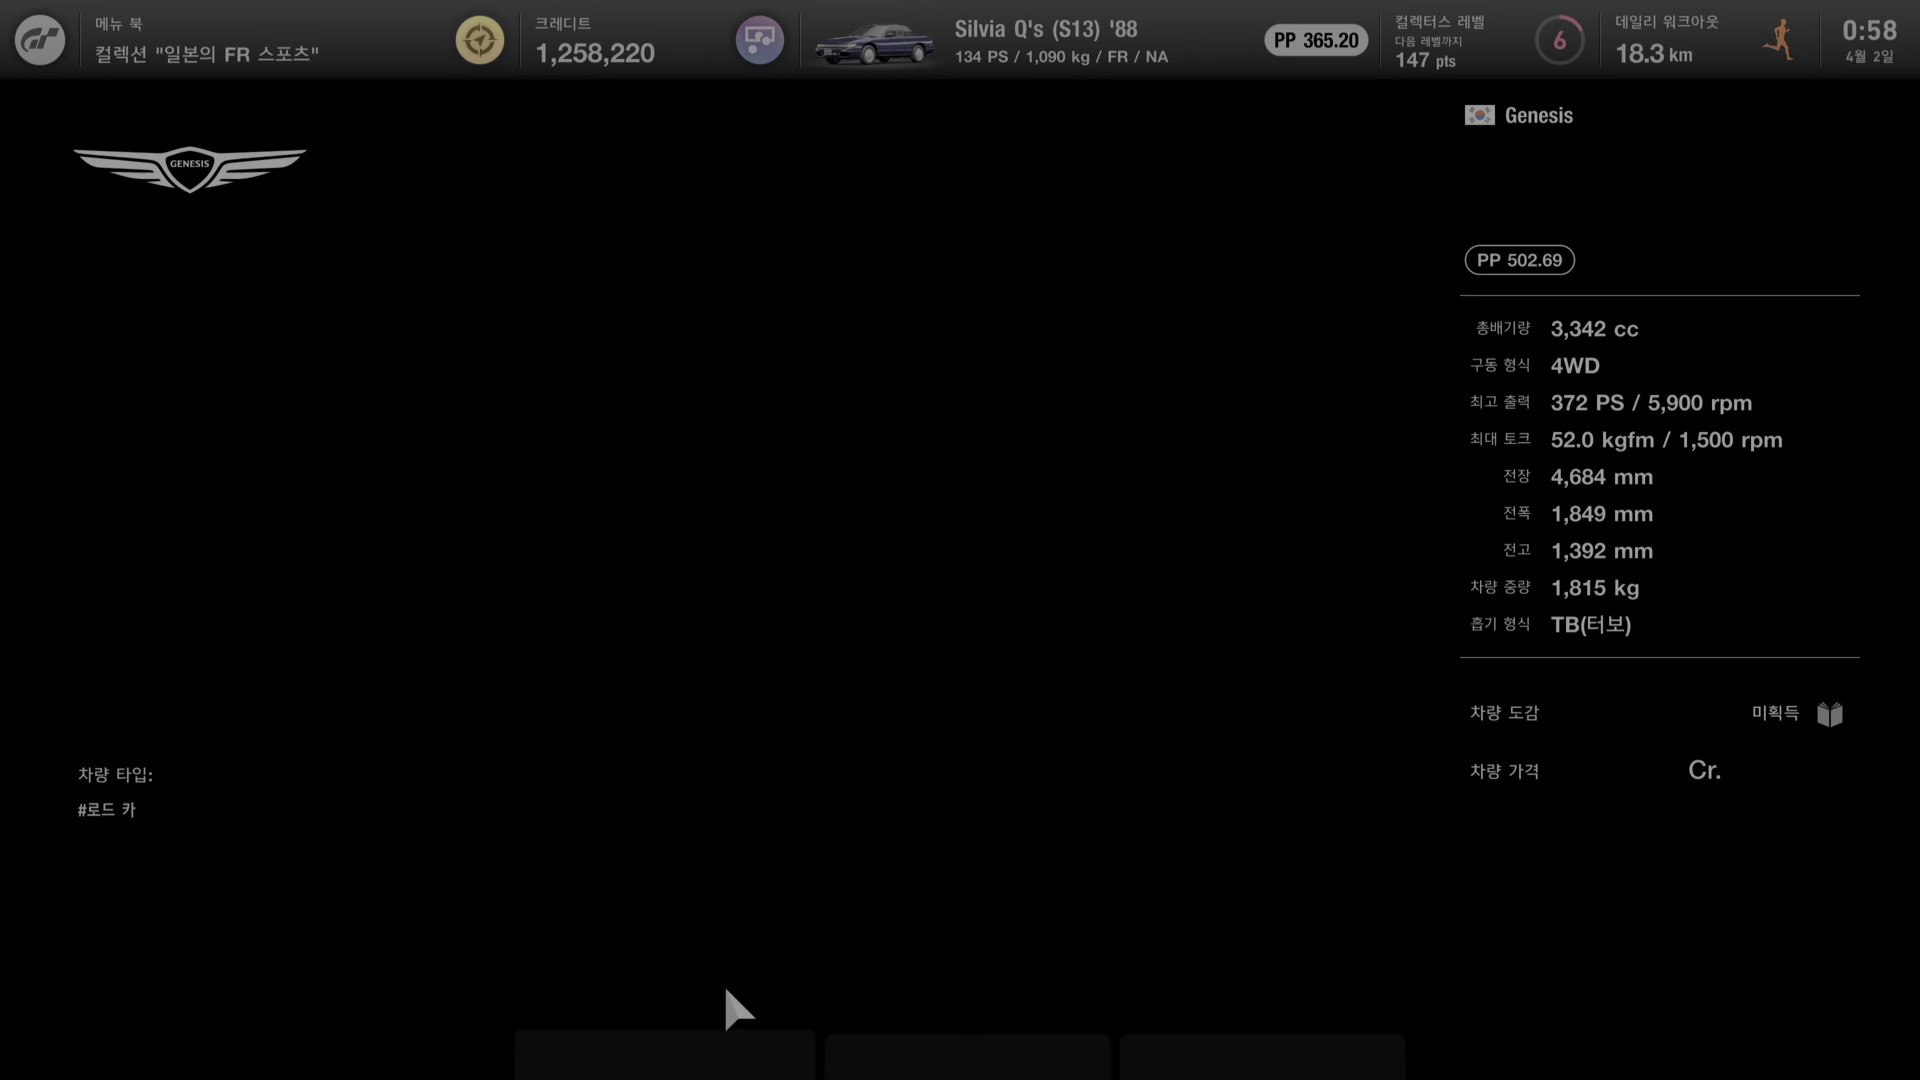 메뉴 북
컬렉션 "일본의 FR 스포츠"
크레디트
1,258,220
Silvia Q's (S13) '88
134 PS / 1,090 kg / FR / NA
PP 365.20
컬렉터스 레벨
다음 레벨까지
147 pts
6
데일리 워크아웃
18.3 km
0:58
4월 2일
GENESIS
Genesis
PP 502.69
총배기량 3,342 cc
구동 형식 4WD
최고 출력 372 PS / 5,900 rpm
최대 토크 52.0 kgfm / 1,500 rpm
전장 4,684 mm
전폭 1,849 mm
전고 1,392 mm
차량 중량 1,815 kg
흡기 형식 TB(터보)
차량 도감 미획득
차량 가격 Cr.
차량 타입:
#로드 카